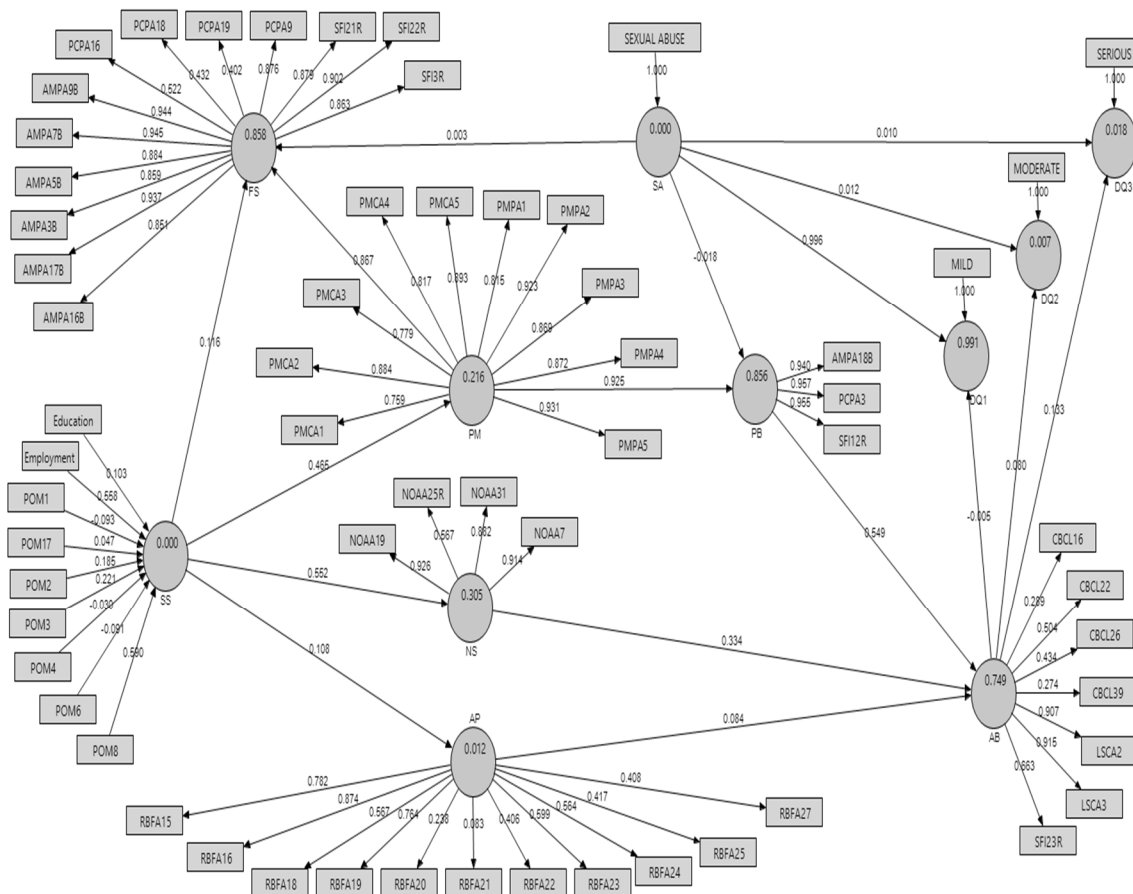 PCPA18
PCPA19
PCPA9
SFI21R
SFI22R
PCPA16
SFI3R
AMPA9B
AMPA7B
AMPA5B
AMPA3B
AMPA17B
AMPA16B
0.432
0.402
0.876
0.879
0.902
0.863
0.522
0.944
0.945
0.884
0.859
0.937
0.851
0.858
FS
SEXUAL ABUSE
1.000
0.000
SA
SERIOUS
1.000
0.018
DQ3
MODERATE
1.000
0.007
DQ2
MILD
1.000
0.991
DQ1
0.003
0.010
0.012
0.996
-0.018
PMCA4
PMCA5
PMPA1
PMPA2
PMCA3
PMPA3
PMCA2
PMPA4
PMCA1
PMPA5
0.867
0.817
0.893
0.815
0.923
0.779
0.869
0.884
0.872
0.759
0.931
0.216
PM
0.925
0.856
PB
0.940
AMPA18B
0.957
PCPA3
0.955
SFI12R
0.116
0.465
0.133
0.080
-0.005
0.549
Education
Employment
POM1
POM17
POM2
POM3
POM4
POM6
POM8
0.103
0.558
-0.093
0.047
0.185
0.221
-0.030
-0.091
0.590
0.000
SS
0.552
0.108
NOAA25R
NOAA31
NOAA19
NOAA7
0.567
0.882
0.926
0.914
0.305
NS
0.334
0.084
CBCL16
CBCL22
CBCL26
CBCL39
LSCA2
LSCA3
SFI23R
0.289
0.504
0.434
0.274
0.907
0.915
0.663
0.749
AB
AP
0.012
0.782
0.874
0.567
0.764
0.238
0.083
0.406
0.599
0.564
0.417
0.408
RBFA15
RBFA16
RBFA18
RBFA19
RBFA20
RBFA21
RBFA22
RBFA23
RBFA24
RBFA25
RBFA27